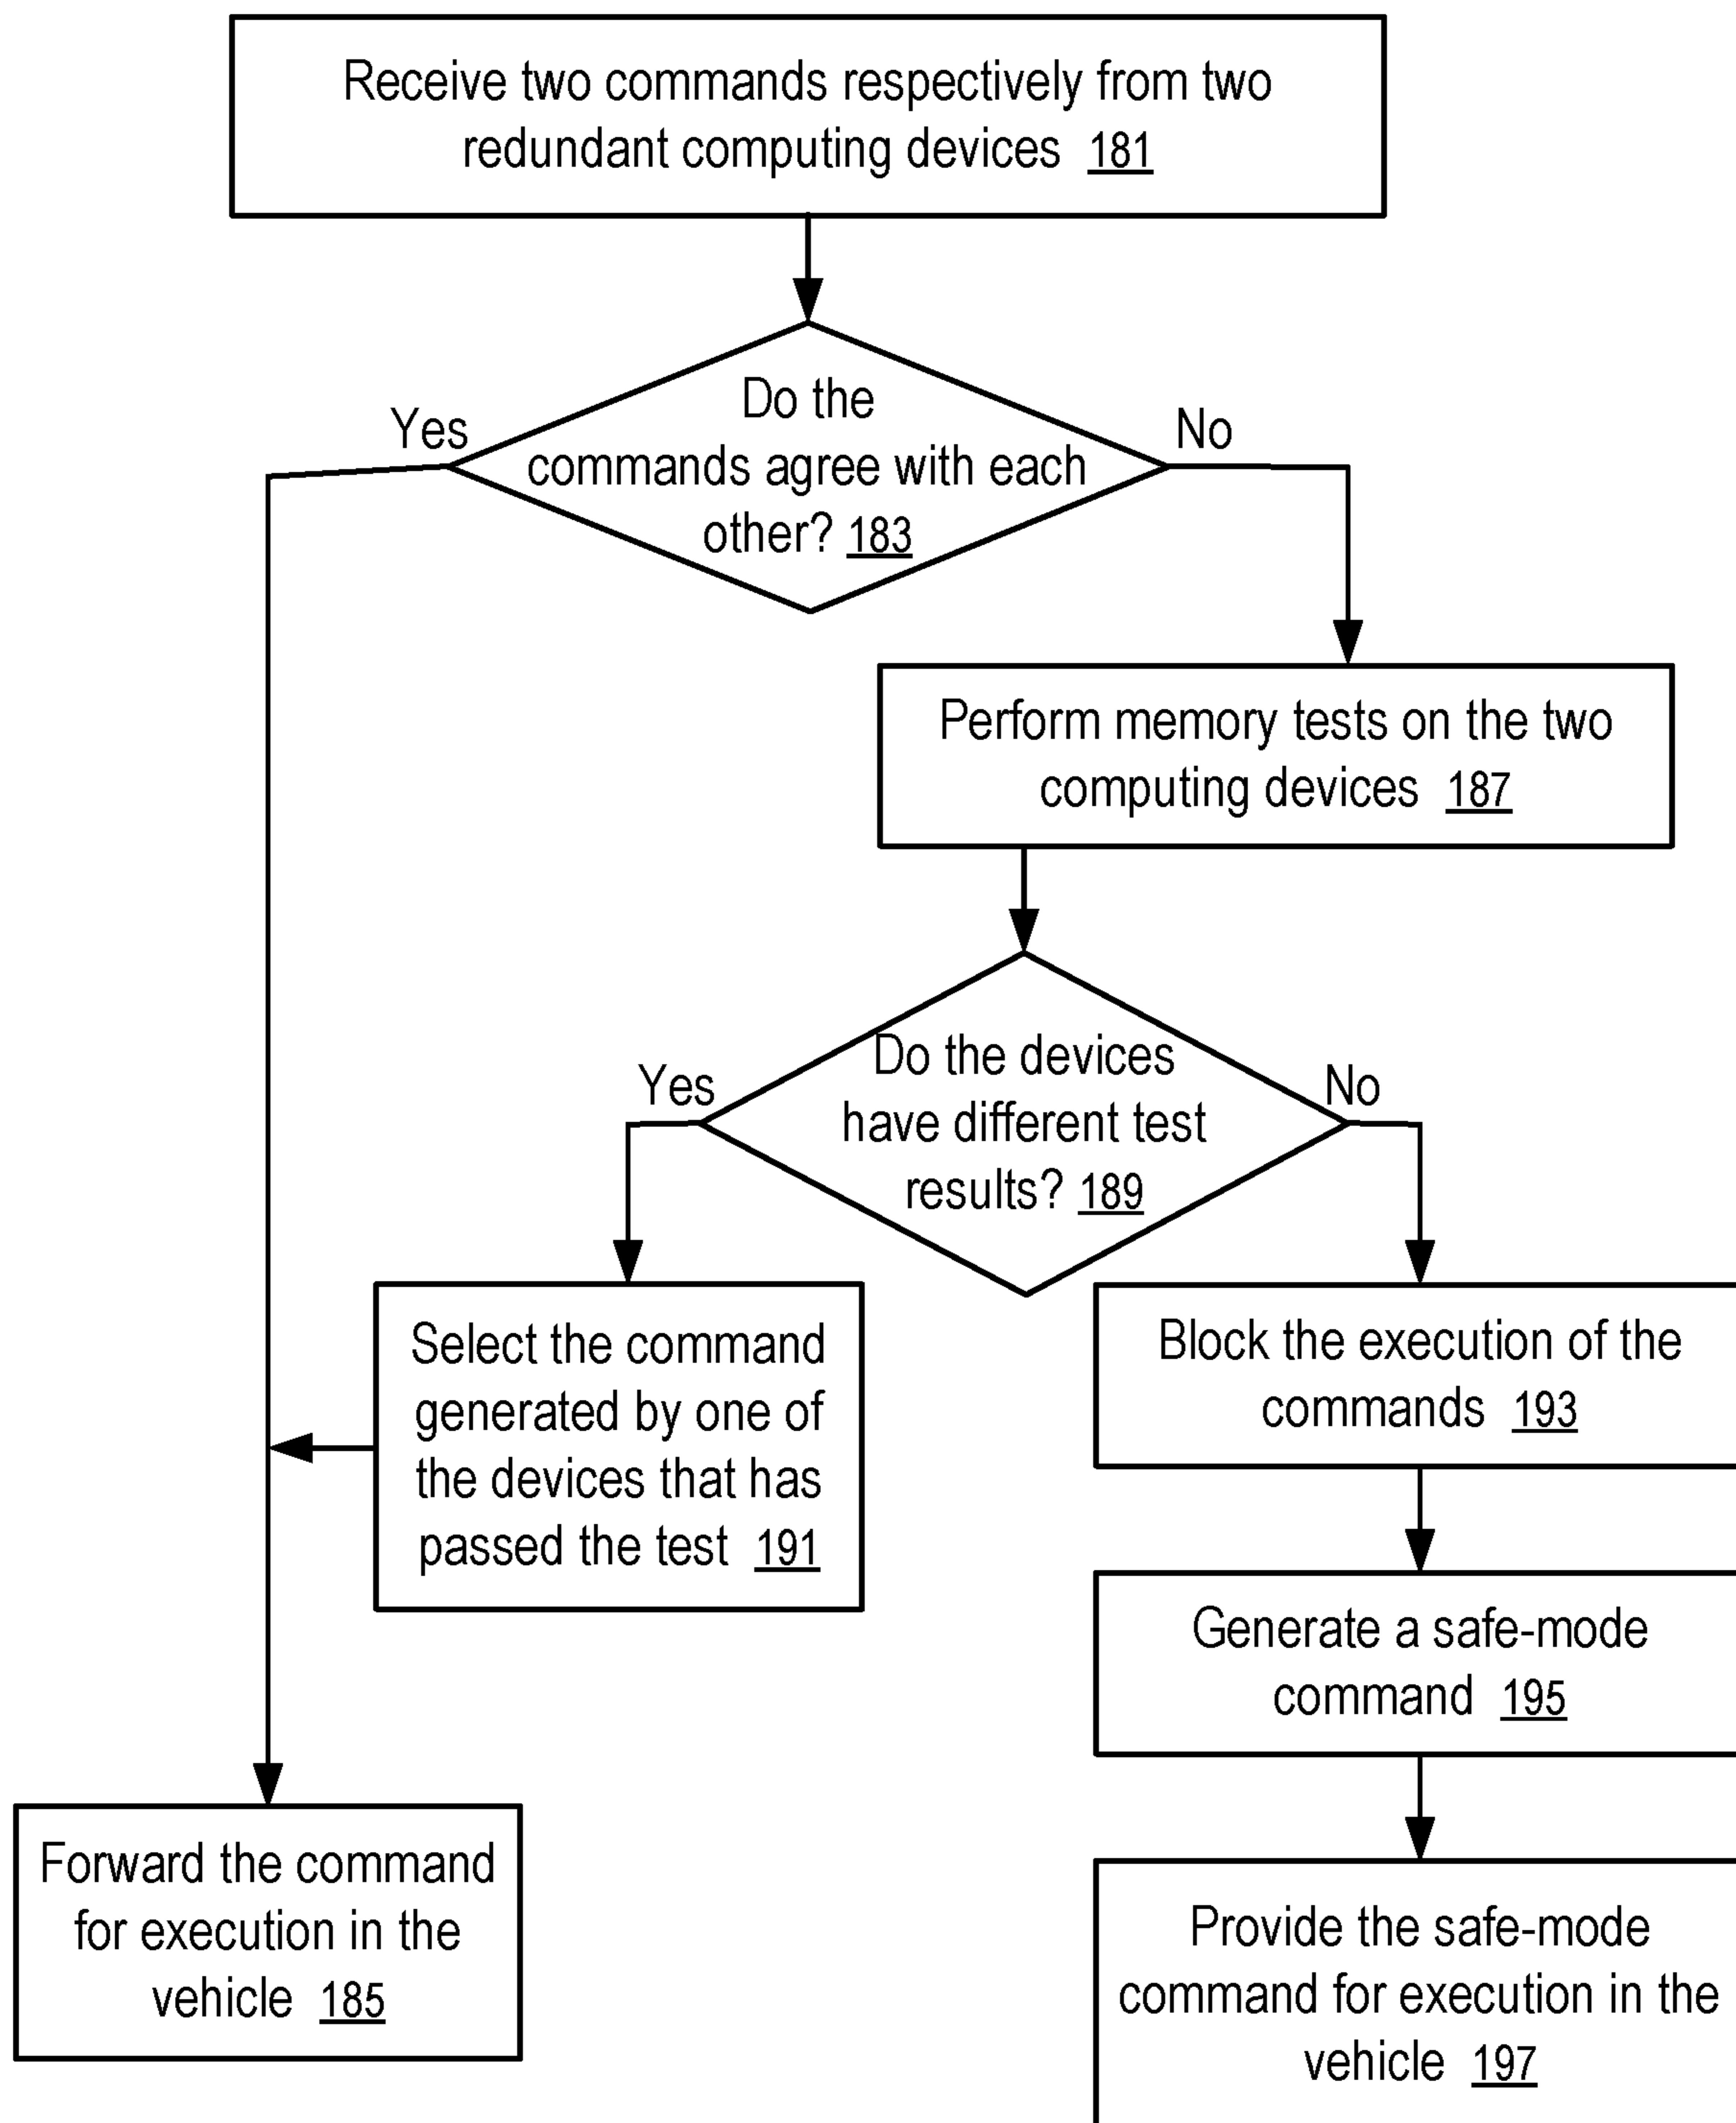 Receive two commands respectively from two
redundant computing devices 181
Do the
commands agree with each
other? 183
Yes
No
Perform memory tests on the two
computing devices 187
Do the devices
have different test
results? 189
Yes
No
Select the command
generated by one of
the devices that has
passed the test 191
Block the execution of the
commands 193
Generate a safe-mode
command 195
Forward the command
for execution in the
vehicle 185
Provide the safe-mode
command for execution in the
vehicle 197